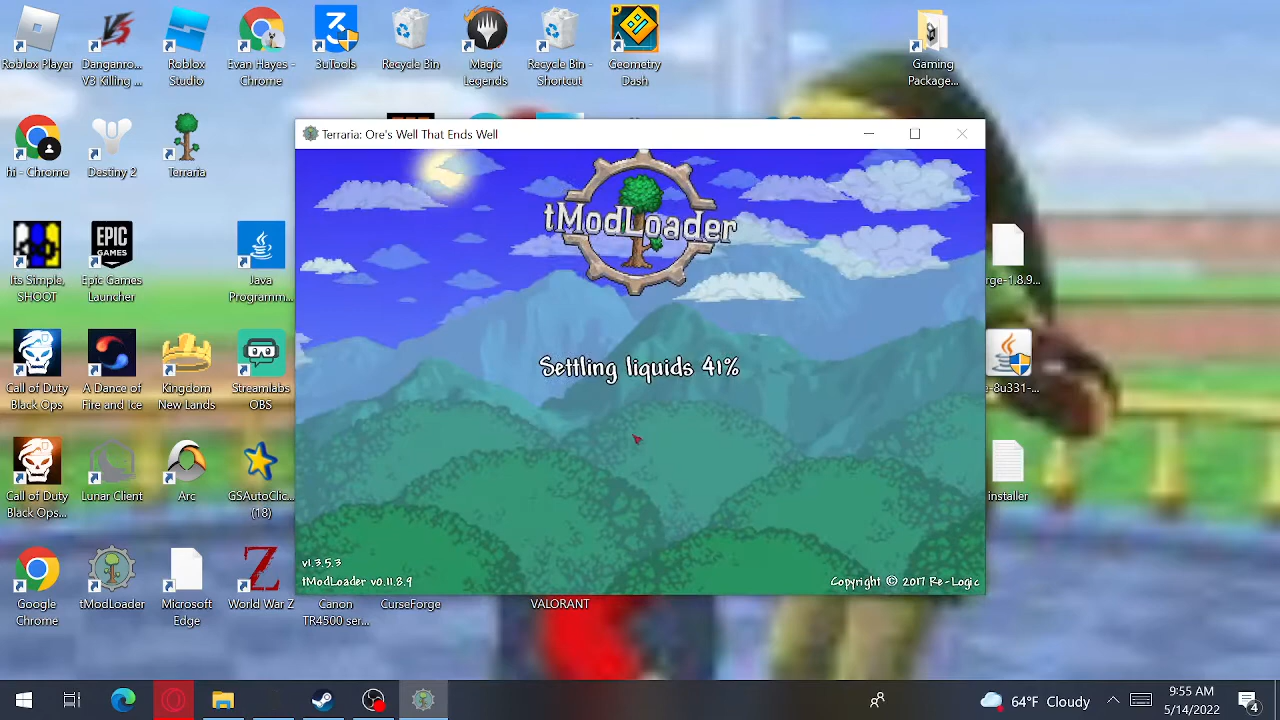 Roblox Player
Danganro...
V3 Killing ...
Roblox
Studio
Evan Hayes -
Chrome
3uTools
Recycle Bin
Magic
Legends
Recycle Bin -
Shortcut
Geometry
Dash
Gaming
Package...
hi - Chrome
Destiny 2
Terraria
Its Simple,
SHOOT
EPIC
GAMES
Epic Games
Launcher
Java
Programm...
rge-1.8.9...
Call of Duty
Black Ops
A Dance of
Fire and Ice
Kingdom
New Lands
Streamlabs
OBS
e-8u331-...
Call of Duty
Black Ops...
Lunar Client
Arc
GSAutoClic...
(18)
installer
Google
Chrome
tModLoader
Microsoft
Edge
World War Z
Canon
TR4500 ser...
CurseForge
VALORANT
Terraria: Ore's Well That Ends Well
tModLoader
Settling liquids 41%
v1.3.5.3
tModLoader v0.11.8.9
Copyright © 2017 Re-Logic
64°F Cloudy
9:55 AM
5/14/2022
4